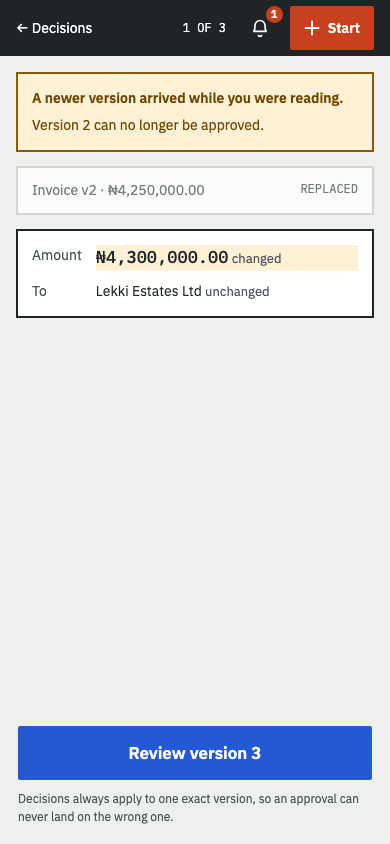 ← Decisions
1 OF 3
1
+ Start
A newer version arrived while you were reading.
Version 2 can no longer be approved.
Invoice v2 · ₦4,250,000.00
REPLACED
Amount ₦4,300,000.00 changed
To Lekki Estates Ltd unchanged
Review version 3
Decisions always apply to one exact version, so an approval can
never land on the wrong one.